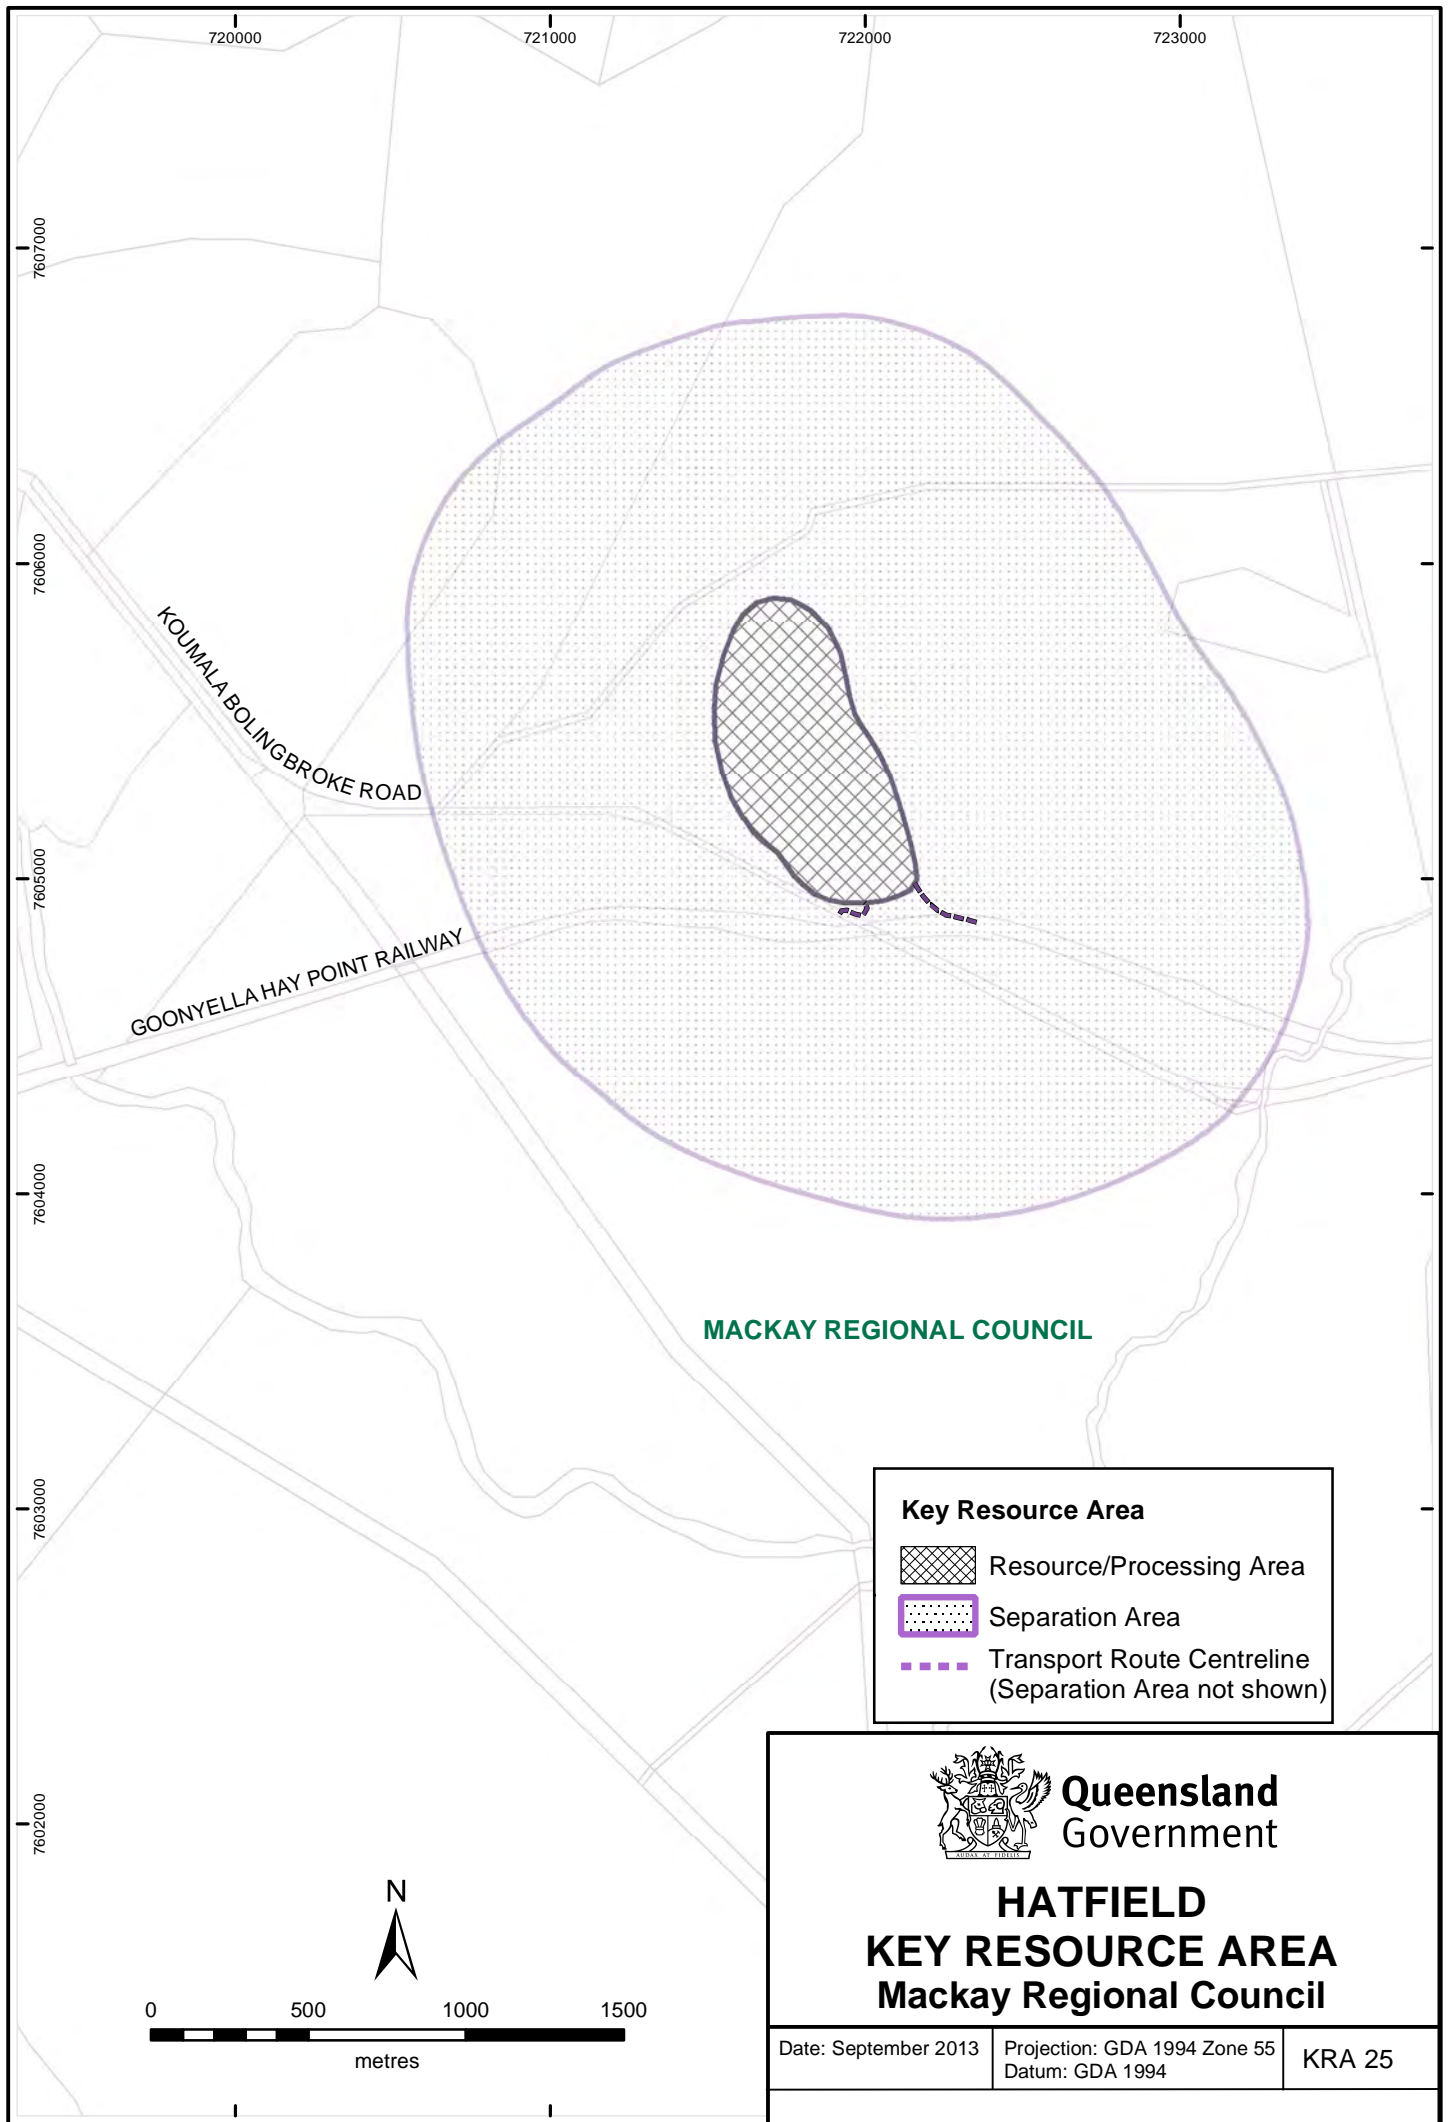 720000
721000
722000
723000
7607000
7606000
7605000
7604000
7603000
7602000
KOUMALA BOLINGBROKE ROAD
GOONYELLA HAY POINT RAILWAY
MACKAY REGIONAL COUNCIL
Key Resource Area
Resource/Processing Area
Separation Area
Transport Route Centreline
(Separation Area not shown)
AUDAX AT FIDELIS
Queensland
Government
HATFIELD
KEY RESOURCE AREA
Mackay Regional Council
Date: September 2013
Projection: GDA 1994 Zone 55
Datum: GDA 1994
KRA 25
N
0 500 1000 1500
metres